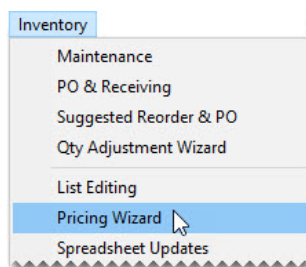 Inventory
Maintenance
PO & Receiving
Suggested Reorder & PO
Qty Adjustment Wizard
List Editing
Pricing Wizard
Spreadsheet Updates